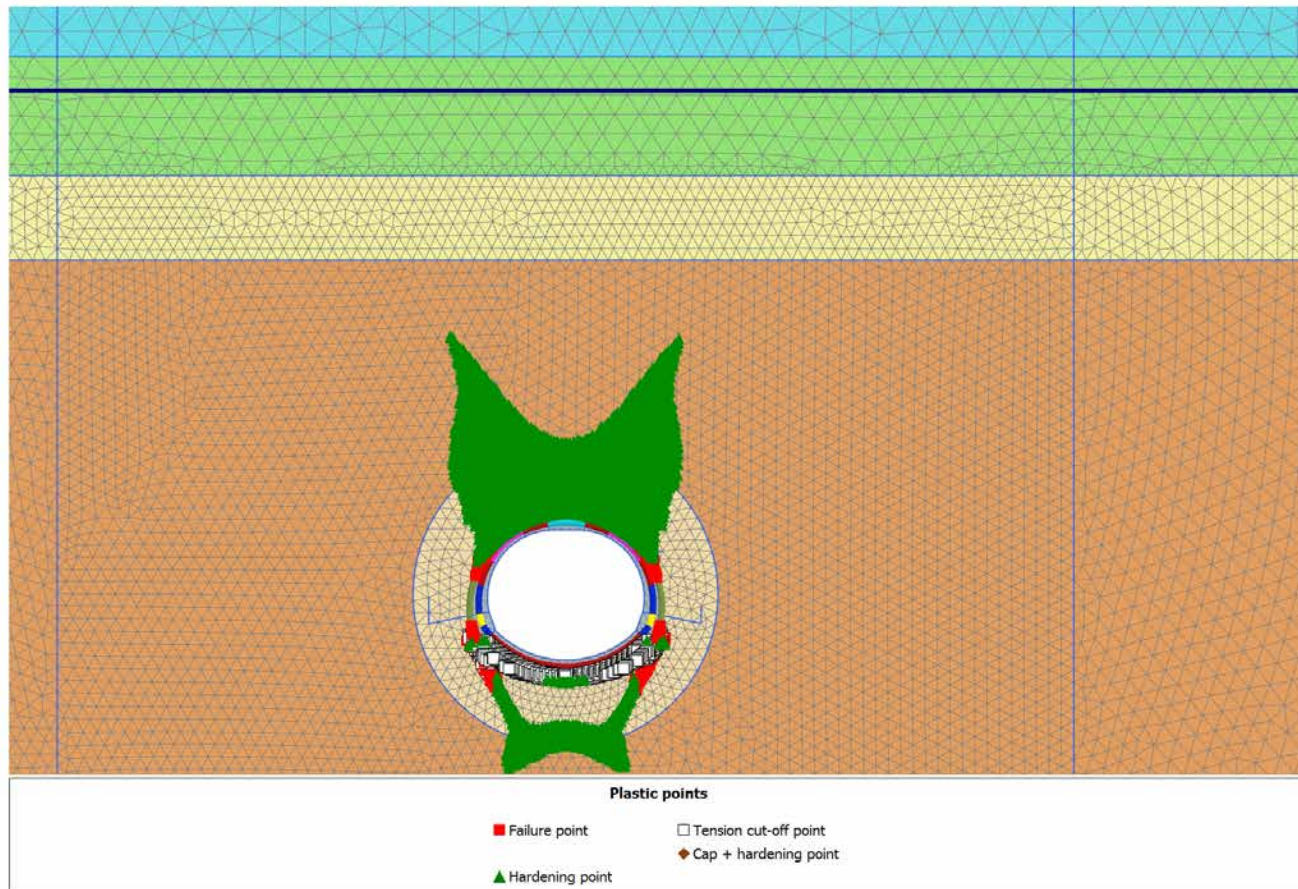 Plastic points
Failure point
Tension cut-off point
Cap + hardening point
Hardening point